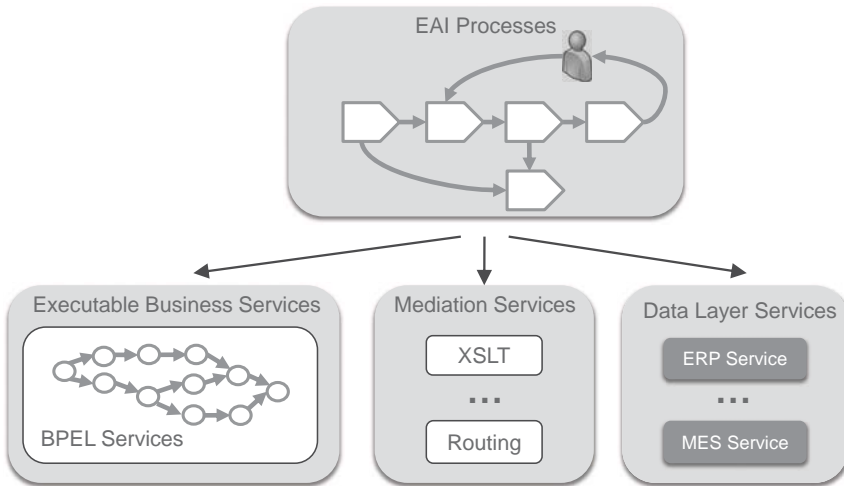 EAI Processes
Executable Business Services
BPEL Services
Mediation Services
XSLT
...
Routing
Data Layer Services
ERP Service
...
MES Service